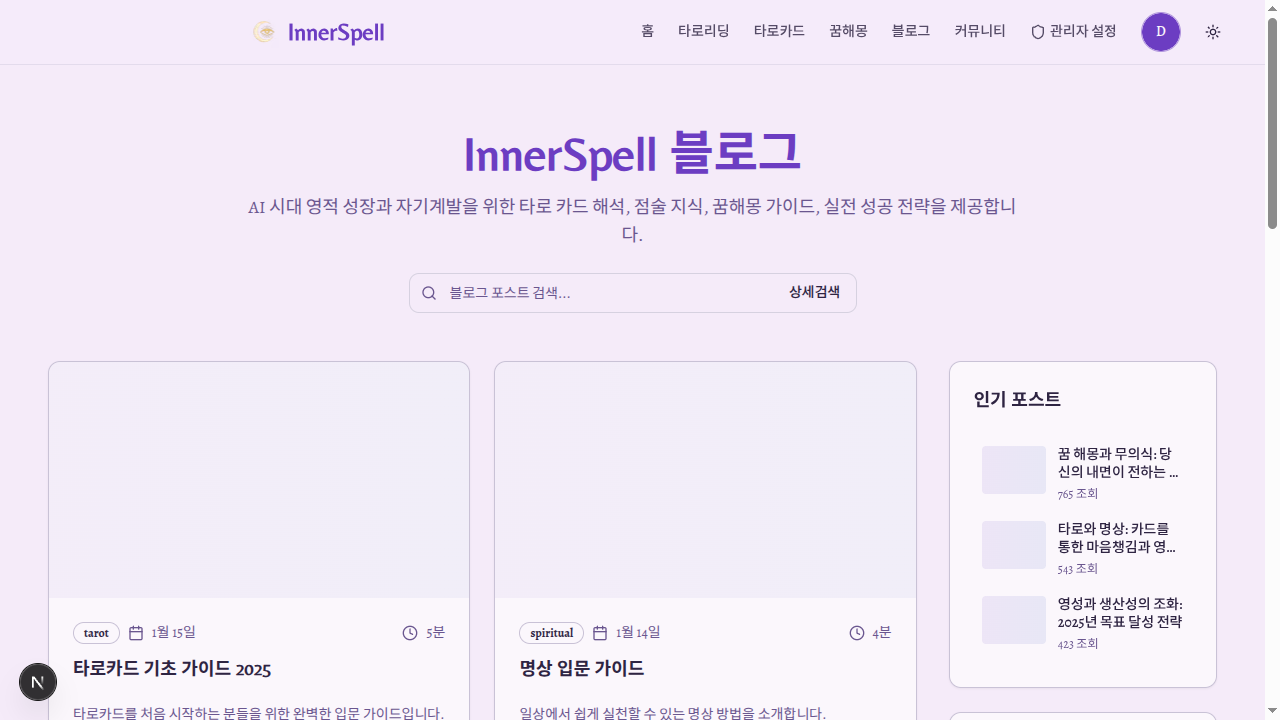 InnerSpell
홈
타로리딩
타로카드
꿈해몽
블로그
커뮤니티
관리자 설정
D
InnerSpell 블로그
AI 시대 영적 성장과 자기계발을 위한 타로 카드 해석, 점술 지식, 꿈해몽 가이드, 실전 성공 전략을 제공합니
다.
블로그 포스트 검색...
상세검색
tarot
1월 15일
5분
타로카드 기초 가이드 2025
타로카드를 처음 시작하는 분들을 위한 완벽한 입문 가이드입니다.
spiritual
1월 14일
4분
명상 입문 가이드
일상에서 쉽게 실천할 수 있는 명상 방법을 소개합니다.
인기 포스트
꿈 해몽과 무의식: 당
신의 내면이 전하는 ...
765 조회
타로와 명상: 카드를
통한 마음챙김과 영...
543 조회
영성과 생산성의 조화:
2025년 목표 달성 전략
423 조회
N